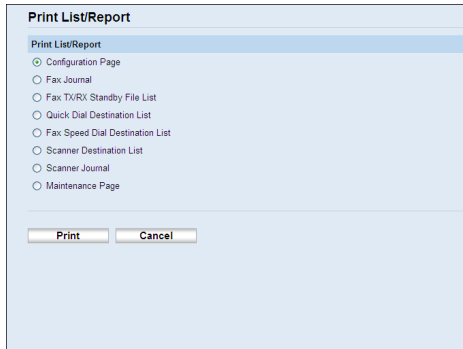 Print List/Report
Print List/Report
Configuration Page
Fax Journal
Fax TX/RX Standby File List
Quick Dial Destination List
Fax Speed Dial Destination List
Scanner Destination List
Scanner Journal
Maintenance Page
Print Cancel